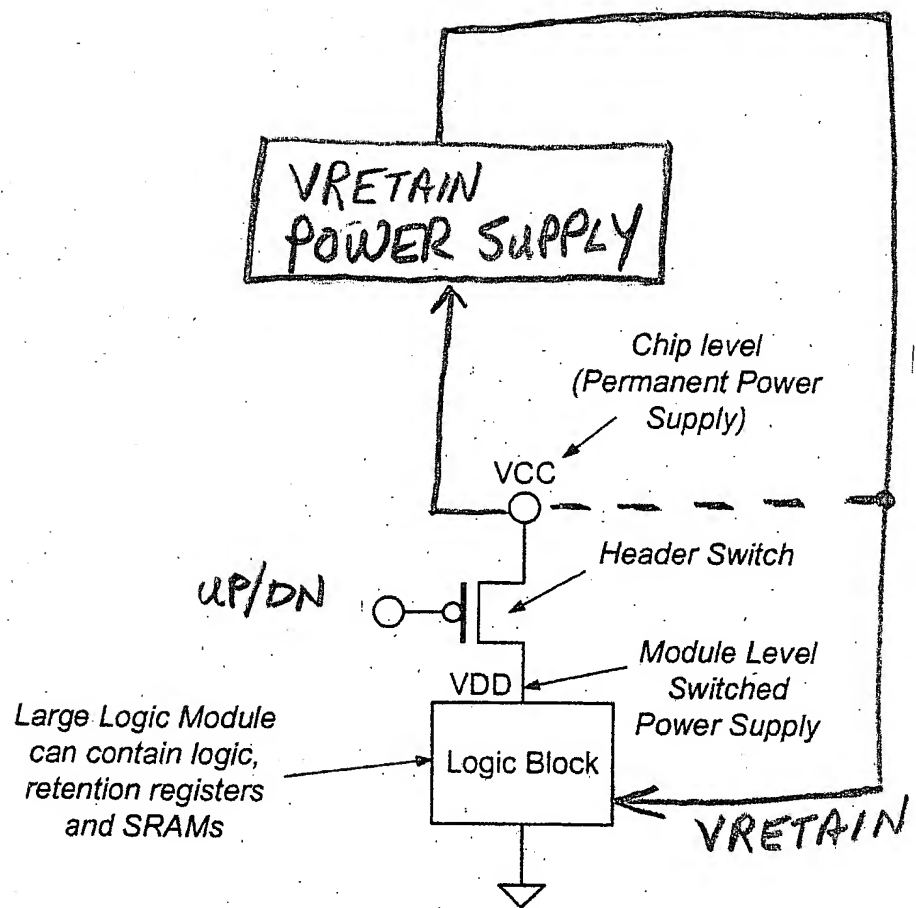 VRETAIN
POWER SUPPLY
Chip level
(Permanent Power
Supply)
VCC
Header Switch
UP/DN
Module Level
Switched
Power Supply
VDD
Large Logic Module
can contain logic,
retention registers
and SRAMs
Logic Block
VRETAIN